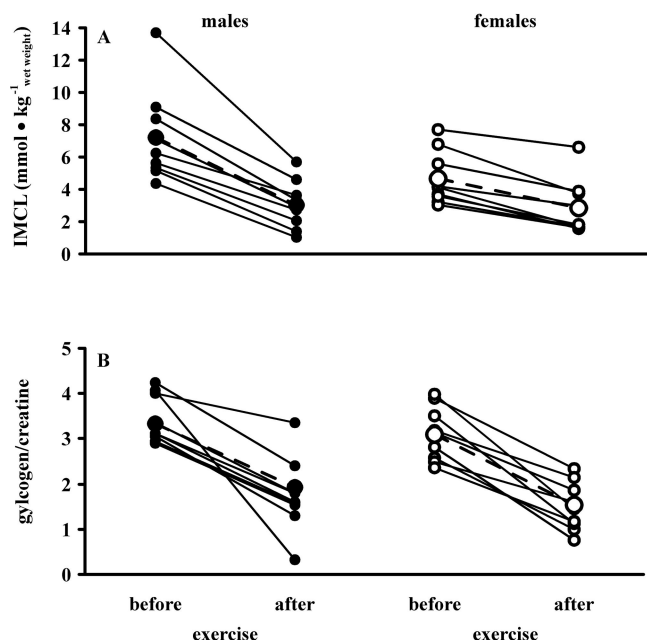 males
females
A
IMCL (mmol • kg⁻¹ wet weight)
14
12
10
8
6
4
2
0
B
gylcogen/creatine
5
4
3
2
1
0
before
after
before
after
exercise
exercise